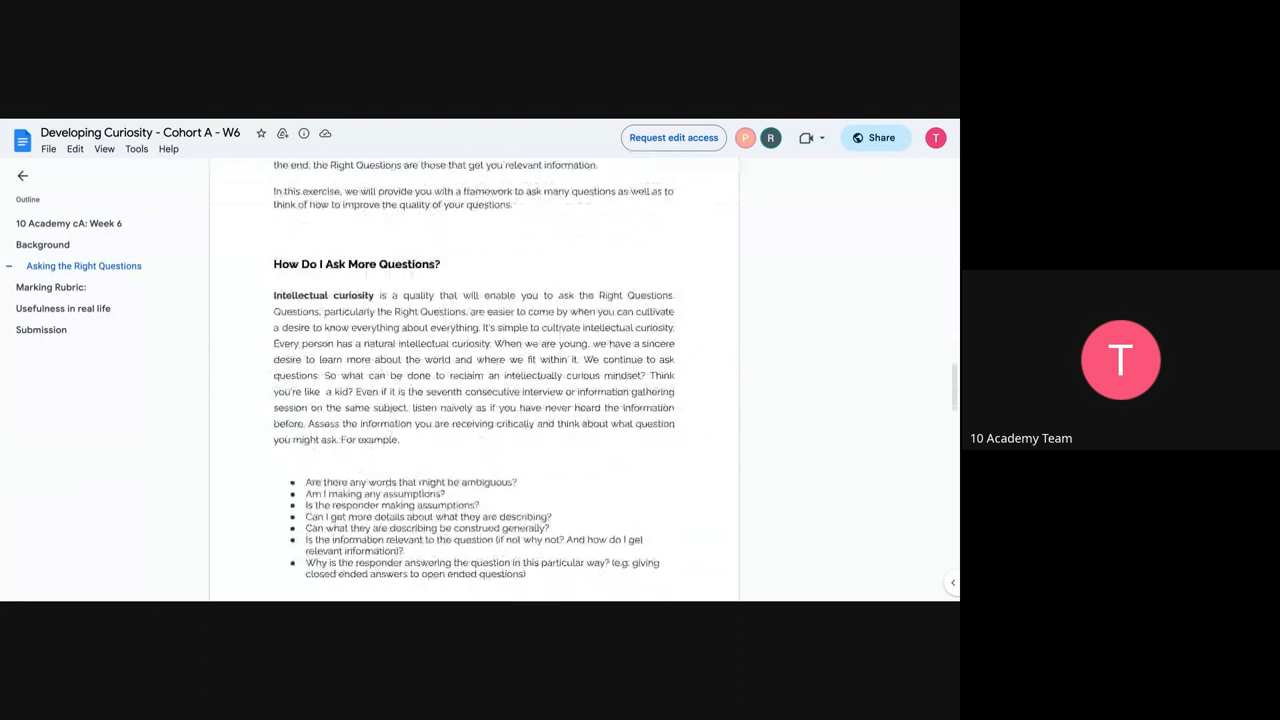 Developing Curiosity - Cohort A - W6
File Edit View Tools Help
Request edit access
P
R
Share
T
Outline
10 Academy cA: Week 6
Background
Asking the Right Questions
Marking Rubric:
Usefulness in real life
Submission
the end; the Right Questions are those that get you relevant information.
In this exercise, we will provide you with a framework to ask many questions as well as to
think of how to improve the quality of your questions.
How Do I Ask More Questions?
Intellectual curiosity is a quality that will enable you to ask the Right Questions.
Questions, particularly the Right Questions, are easier to come by when you can cultivate
a desire to know everything about everything. It's simple to cultivate intellectual curiosity.
Every person has a natural intellectual curiosity. When we are young, we have a sincere
desire to learn more about the world and where we fit within it. We continue to ask
questions. So what can be done to reclaim an intellectually curious mindset? Think
you're like a kid? Even if it is the seventh consecutive interview or information gathering
session on the same subject, listen naively as if you have never heard the information
before. Assess the information you are receiving critically and think about what question
you might ask. For example,
• Are there any words that might be ambiguous?
• Am I making any assumptions?
• Is the responder making assumptions?
• Can I get more details about what they are describing?
• Can what they are describing be construed generally?
• Is the information relevant to the question (if not why not? And how do I get
relevant information)?
• Why is the responder answering the question in this particular way? (e.g. giving
closed ended answers to open ended questions)
T
10 Academy Team